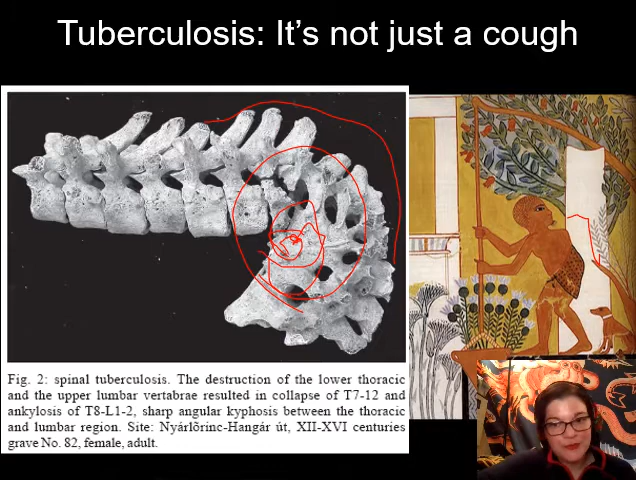 Tuberculosis: It's not just a cough
Fig. 2: spinal tuberculosis. The destruction of the lower thoracic
and the upper lumbar vertabrae resulted in collapse of T7-12 and
ankylosis of T8-L1-2, sharp angular kyphosis between the thoracic
and lumbar region. Site: Nyárlőrinc-Hangár út, XII-XVI centuries
grave No. 82, female, adult.